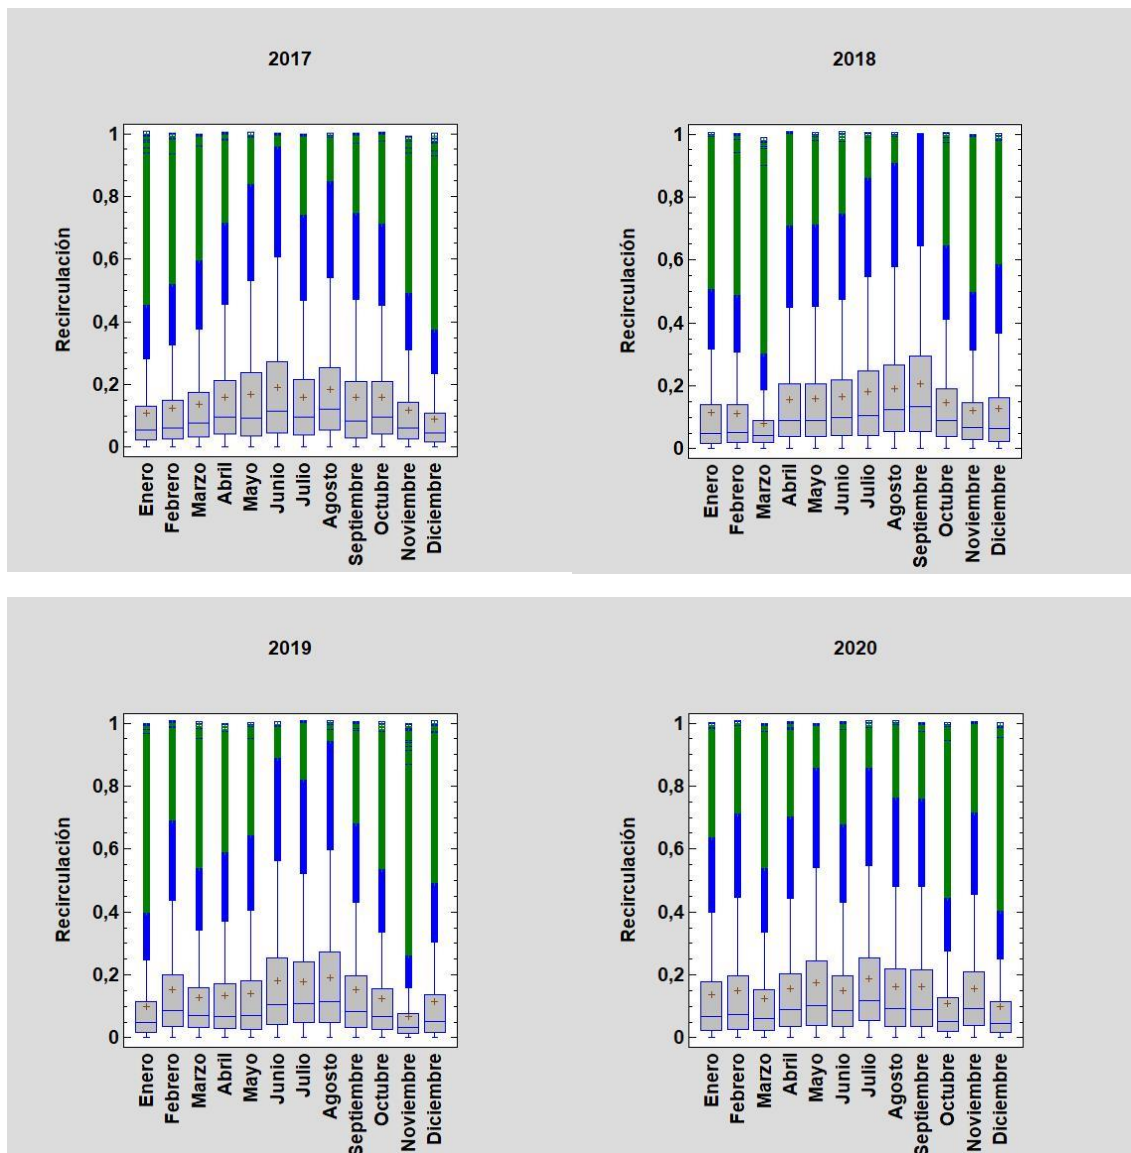 2017
Recirculación
1
0,8
0,6
0,4
0,2
0
Enero
Febrero
Marzo
Abril
Mayo
Junio
Julio
Agosto
Septiembre
Octubre
Noviembre
Diciembre
2018
Recirculación
1
0,8
0,6
0,4
0,2
0
Enero
Febrero
Marzo
Abril
Mayo
Junio
Julio
Agosto
Septiembre
Octubre
Noviembre
Diciembre
2019
Recirculación
1
0,8
0,6
0,4
0,2
0
Enero
Febrero
Marzo
Abril
Mayo
Junio
Julio
Agosto
Septiembre
Octubre
Noviembre
Diciembre
2020
Recirculación
1
0,8
0,6
0,4
0,2
0
Enero
Febrero
Marzo
Abril
Mayo
Junio
Julio
Agosto
Septiembre
Octubre
Noviembre
Diciembre